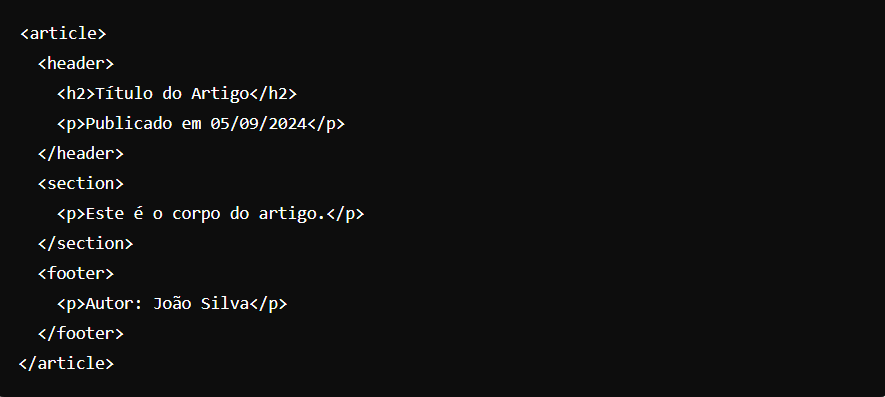 <article>
<header>
<h2>Título do Artigo</h2>
<p>Publicado em 05/09/2024</p>
</header>
<section>
<p>Este é o corpo do artigo.</p>
</section>
<footer>
<p>Autor: João Silva</p>
</footer>
</article>